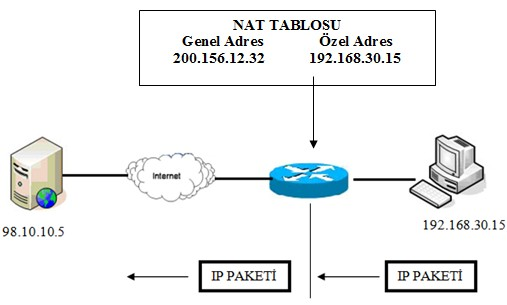 NAT TABLOSU
Genel Adres Özel Adres
200.156.12.32 192.168.30.15
Internet
98.10.10.5
192.168.30.15
IP PAKETİ
IP PAKETİ